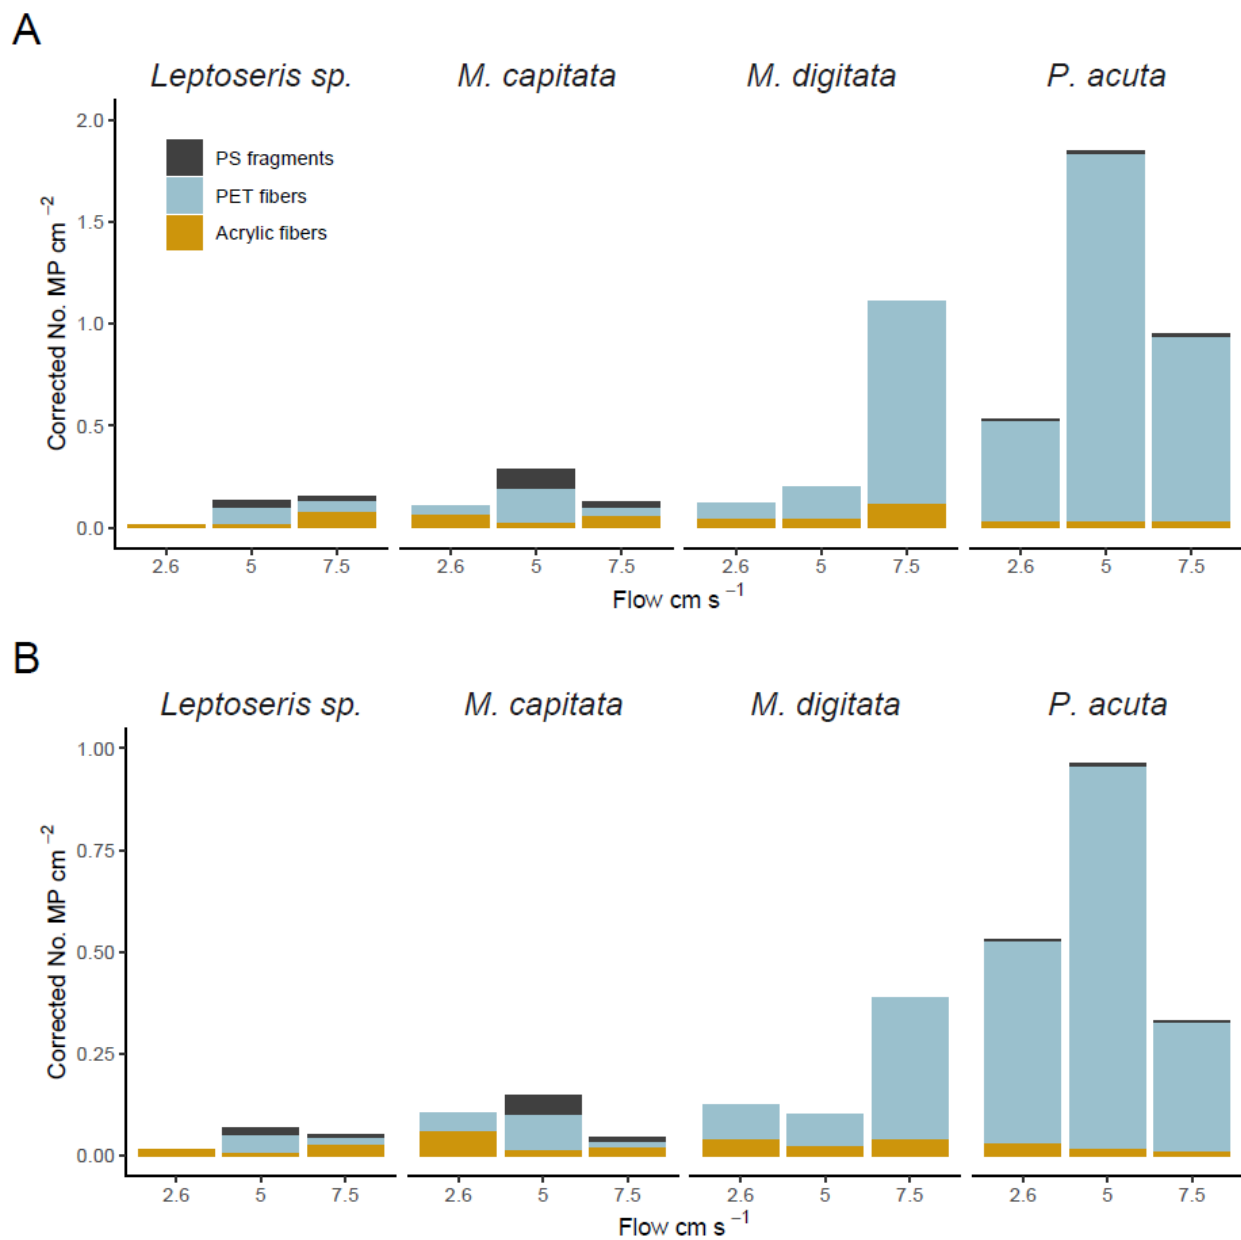 A
Leptoseris sp. M. capitata M. digitata P. acuta
2.0
1.5
1.0
0.5
0.0
Corrected No. MP cm −2
PS fragments
PET fibers
Acrylic fibers
2.6 5 7.5 2.6 5 7.5 2.6 5 7.5 2.6 5 7.5
Flow cm s −1
B
Leptoseris sp. M. capitata M. digitata P. acuta
1.00
0.75
0.50
0.25
0.00
Corrected No. MP cm −2
2.6 5 7.5 2.6 5 7.5 2.6 5 7.5 2.6 5 7.5
Flow cm s −1